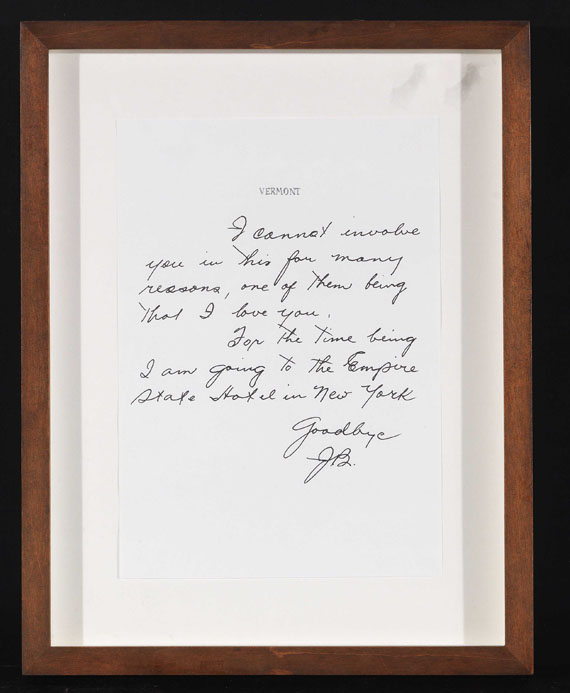 VERMONT
I cannot involve
you in this for many
reasons, one of them being
that I love you.
For the time being
I am going to the Empire
State Hotel in New York
Goodbye
J.B.